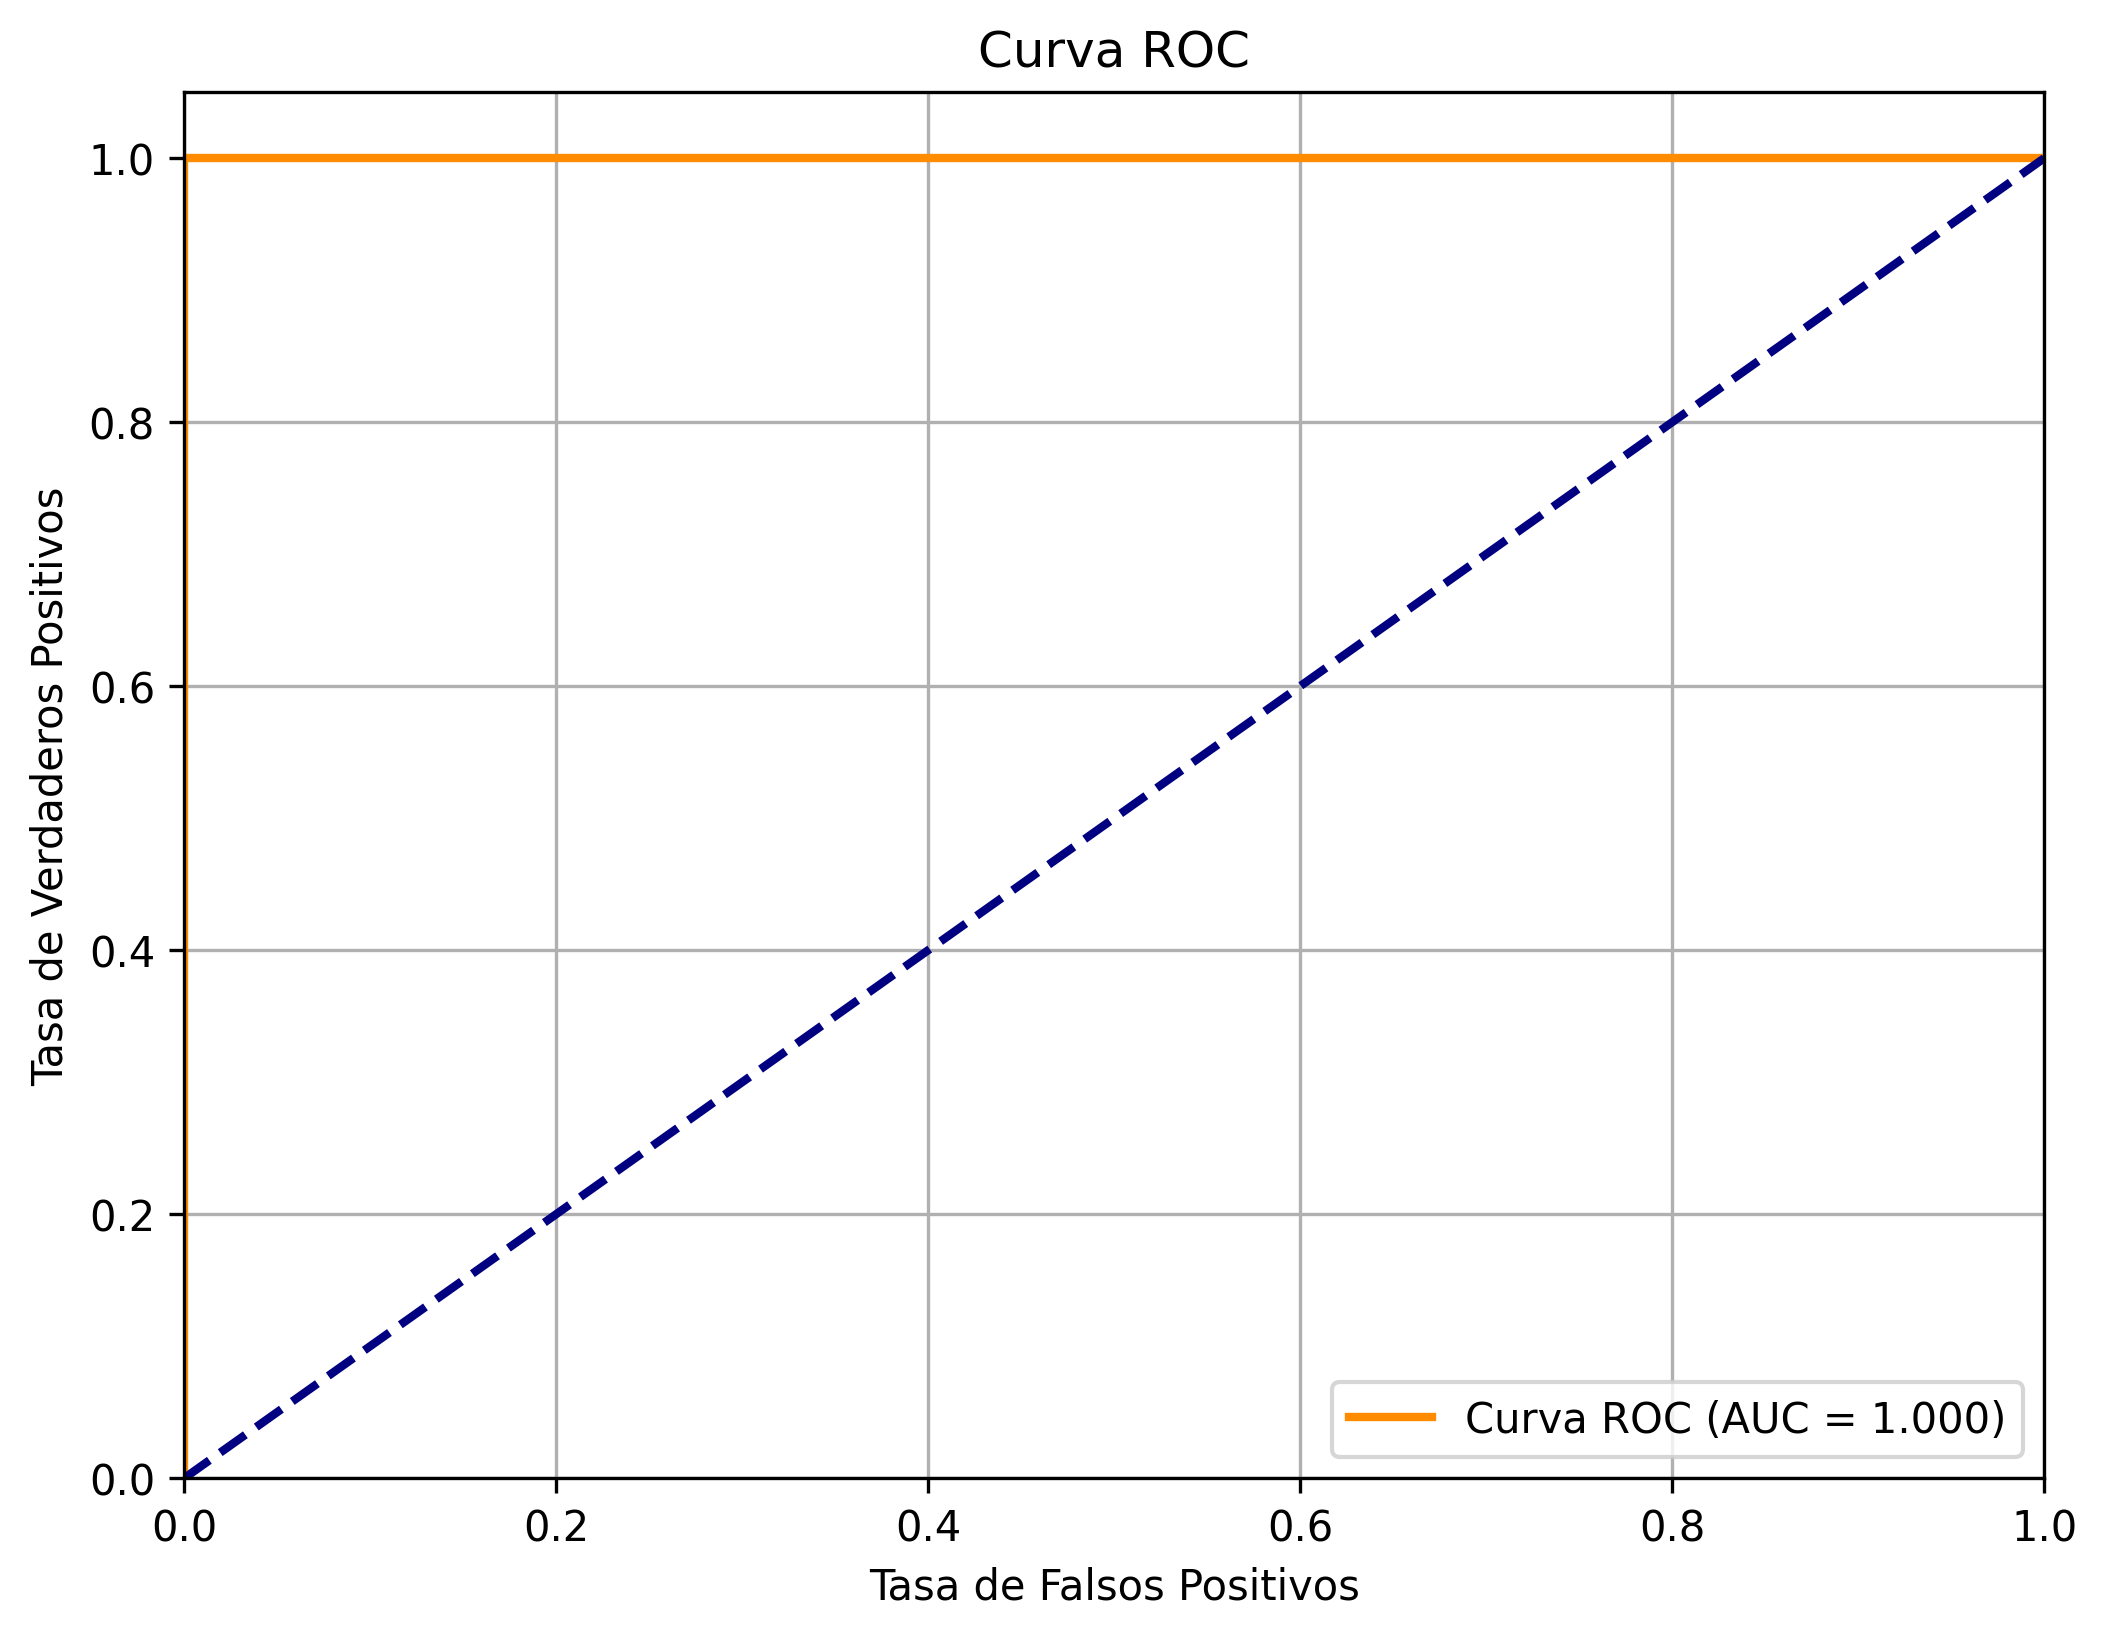 Curva ROC
1.0
0.8
0.6
0.4
0.2
0.0
Tasa de Verdaderos Positivos
0.0 0.2 0.4 0.6 0.8 1.0
Tasa de Falsos Positivos
Curva ROC (AUC = 1.000)